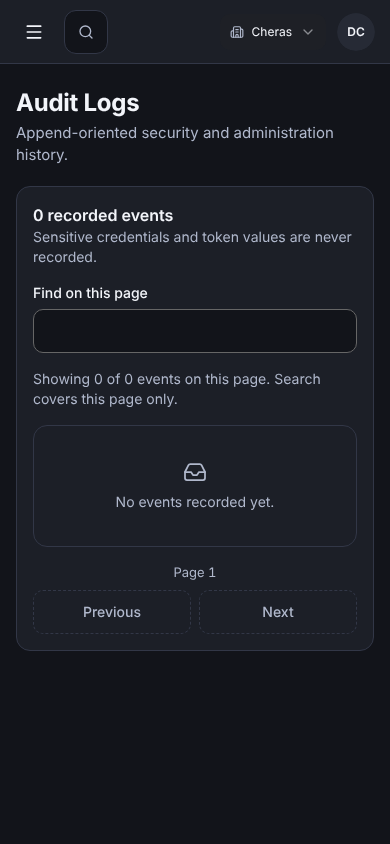 Cheras
DC
Audit Logs
Append-oriented security and administration
history.
0 recorded events
Sensitive credentials and token values are never
recorded.
Find on this page
Showing 0 of 0 events on this page. Search
covers this page only.
No events recorded yet.
Page 1
Previous
Next